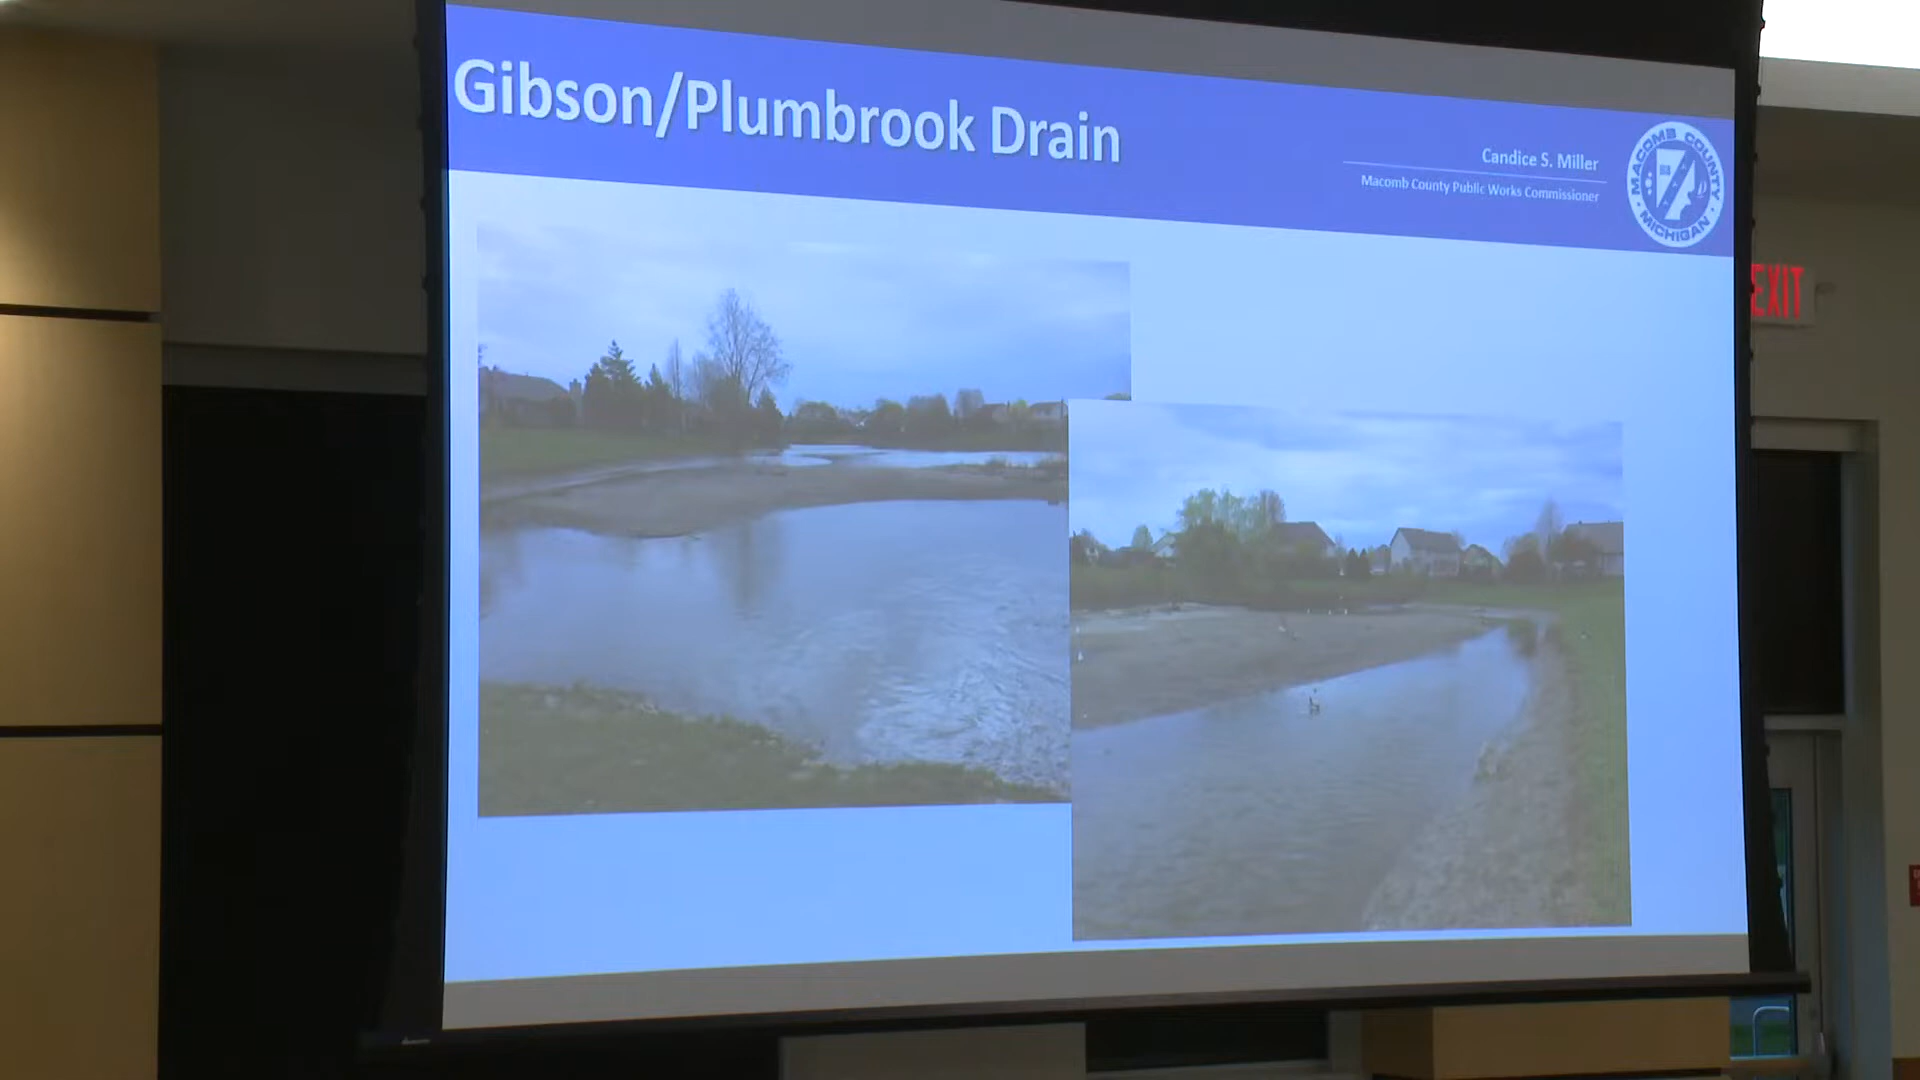 Gibson/Plumbrook Drain
Candice S. Miller
Macomb County Public Works Commissioner
MACOMB COUNTY
MICHIGAN
EXIT